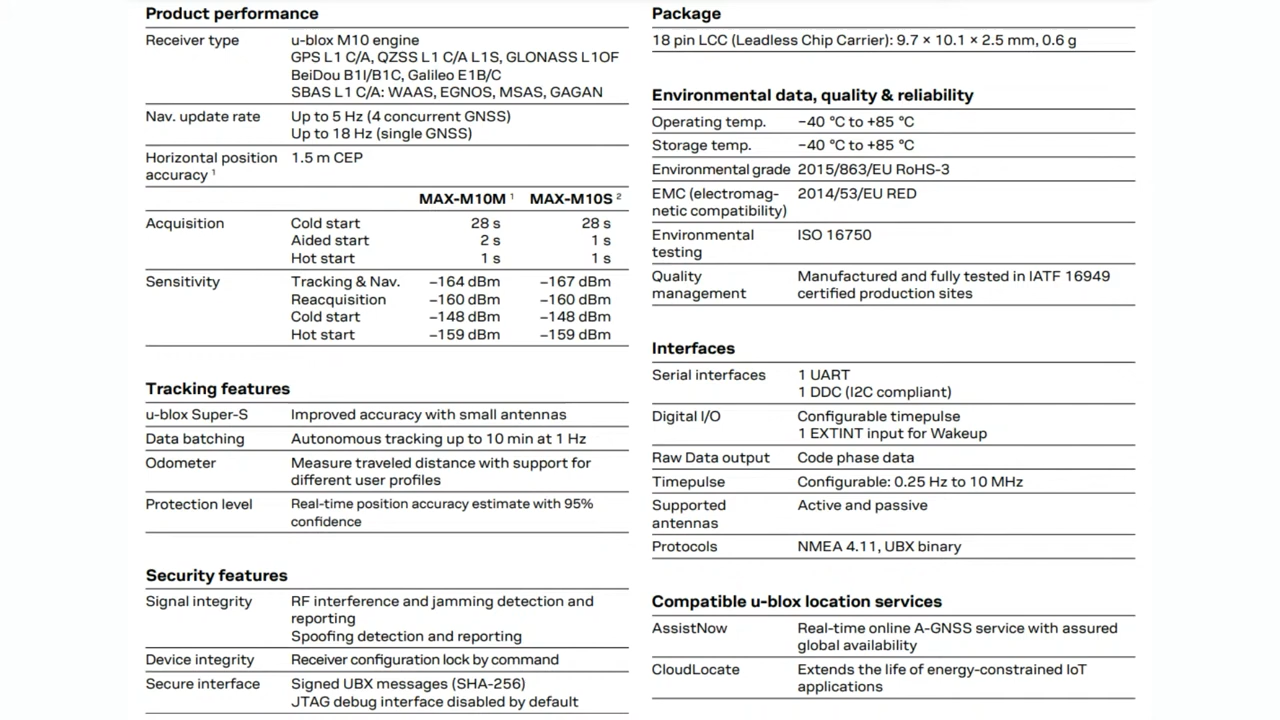 Product performance
Receiver type u-blox M10 engine
GPS L1 C/A, QZSS L1 C/A L1S, GLONASS L1OF
BeiDou B1I/B1C, Galileo E1B/C
SBAS L1 C/A: WAAS, EGNOS, MSAS, GAGAN
Nav. update rate Up to 5 Hz (4 concurrent GNSS)
Up to 18 Hz (single GNSS)
Horizontal position 1.5 m CEP
accuracy ¹
MAX-M10M ¹ MAX-M10S ²
Acquisition Cold start 28 s 28 s
Aided start 2 s 1 s
Hot start 1 s 1 s
Sensitivity Tracking & Nav. –164 dBm –167 dBm
Reacquisition –160 dBm –160 dBm
Cold start –148 dBm –148 dBm
Hot start –159 dBm –159 dBm
Tracking features
u-blox Super-S Improved accuracy with small antennas
Data batching Autonomous tracking up to 10 min at 1 Hz
Odometer Measure traveled distance with support for
different user profiles
Protection level Real-time position accuracy estimate with 95%
confidence
Security features
Signal integrity RF interference and jamming detection and
reporting
Spoofing detection and reporting
Device integrity Receiver configuration lock by command
Secure interface Signed UBX messages (SHA-256)
JTAG debug interface disabled by default
Package
18 pin LCC (Leadless Chip Carrier): 9.7 × 10.1 × 2.5 mm, 0.6 g
Environmental data, quality & reliability
Operating temp. −40 °C to +85 °C
Storage temp. −40 °C to +85 °C
Environmental grade 2015/863/EU RoHS-3
EMC (electromag- 2014/53/EU RED
netic compatibility)
Environmental ISO 16750
testing
Quality Manufactured and fully tested in IATF 16949
management certified production sites
Interfaces
Serial interfaces 1 UART
1 DDC (I2C compliant)
Digital I/O Configurable timepulse
1 EXTINT input for Wakeup
Raw Data output Code phase data
Timepulse Configurable: 0.25 Hz to 10 MHz
Supported Active and passive
antennas
Protocols NMEA 4.11, UBX binary
Compatible u-blox location services
AssistNow Real-time online A-GNSS service with assured
global availability
CloudLocate Extends the life of energy-constrained IoT
applications